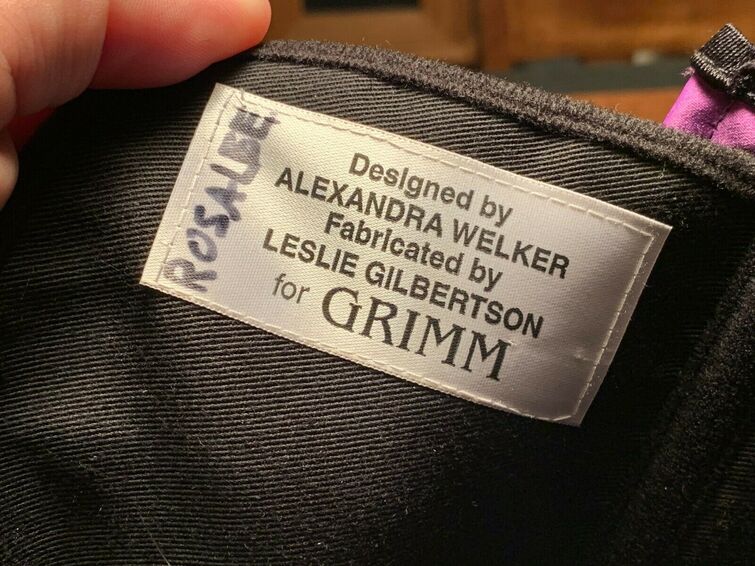 ROSALEE
Designed by
ALEXANDRA WELKER
Fabricated by
LESLIE GILBERTSON
for GRIMM